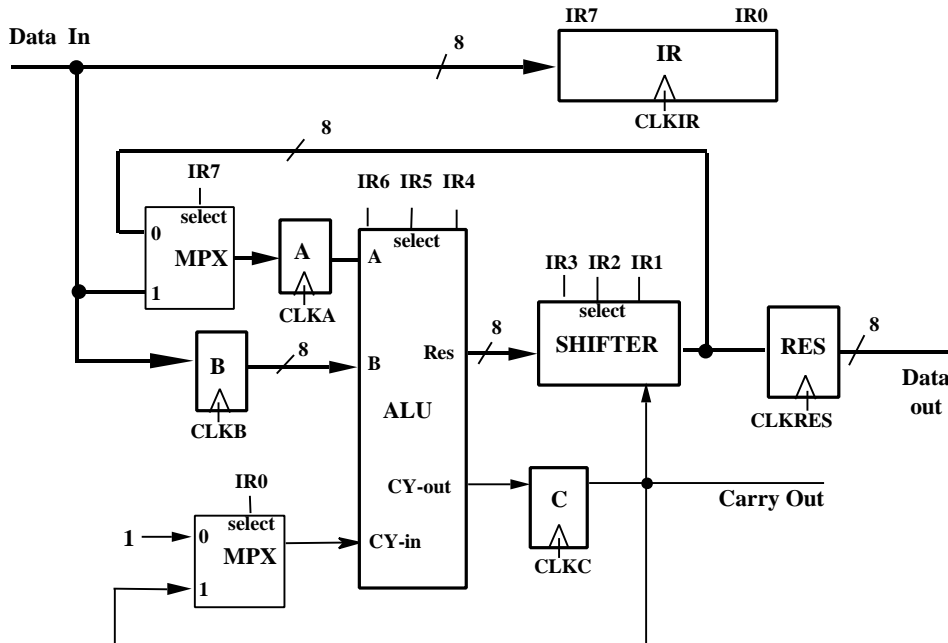 IR7 IR0
Data In
8
IR
CLKIR
8
IR7
IR6 IR5 IR4
select
0
MPX
1
A
CLKA
select
A
IR3 IR2 IR1
select
SHIFTER
8
RES
8
CLKRES
Data
out
B
CLKB
8
B
Res
8
ALU
IR0
select
1
0
MPX
1
CY-out
CY-in
C
CLKC
Carry Out